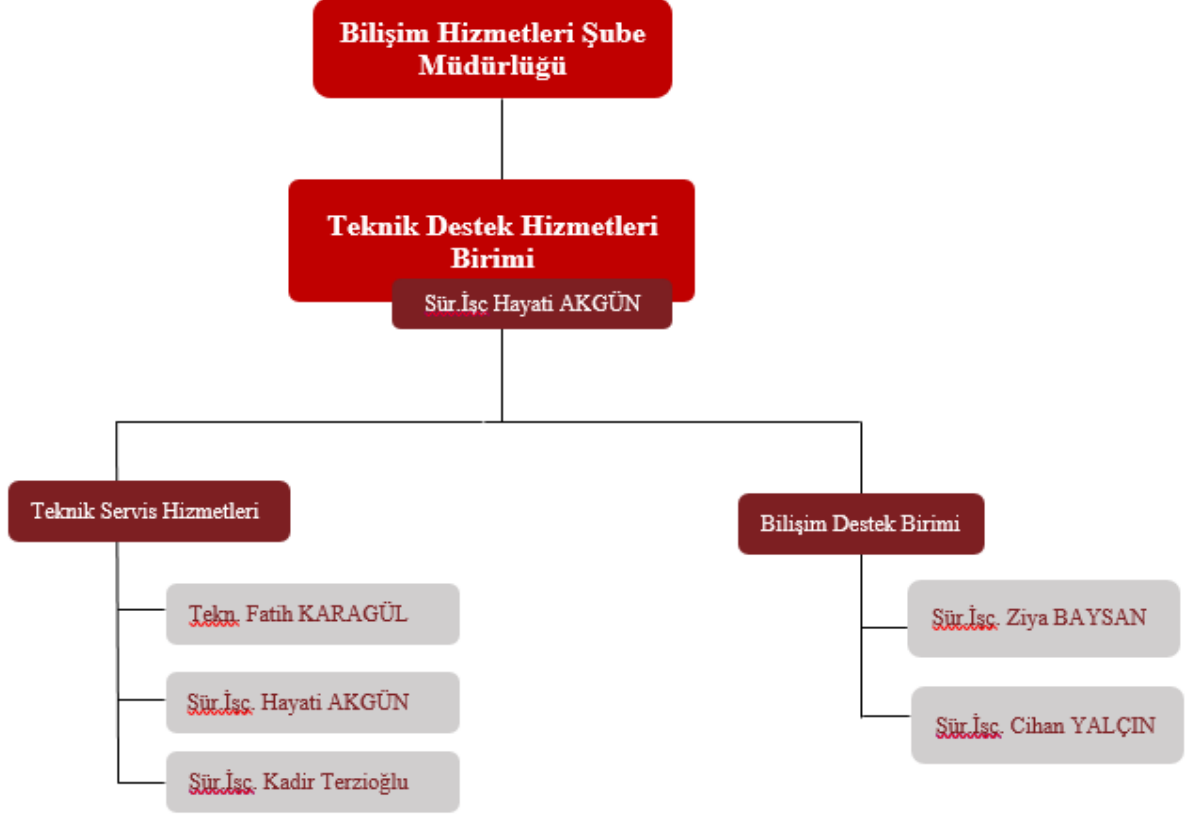 Bilişim Hizmetleri Şube
Müdürlüğü
Teknik Destek Hizmetleri
Birimi
Sür.İşç Hayati AKGÜN
Teknik Servis Hizmetleri
Tekn. Fatih KARAGÜL
Sür.İşç. Hayati AKGÜN
Sür.İşç. Kadir Terzioğlu
Bilişim Destek Birimi
Sür.İşç. Ziya BAYSAN
Sür.İşç. Cihan YALÇIN